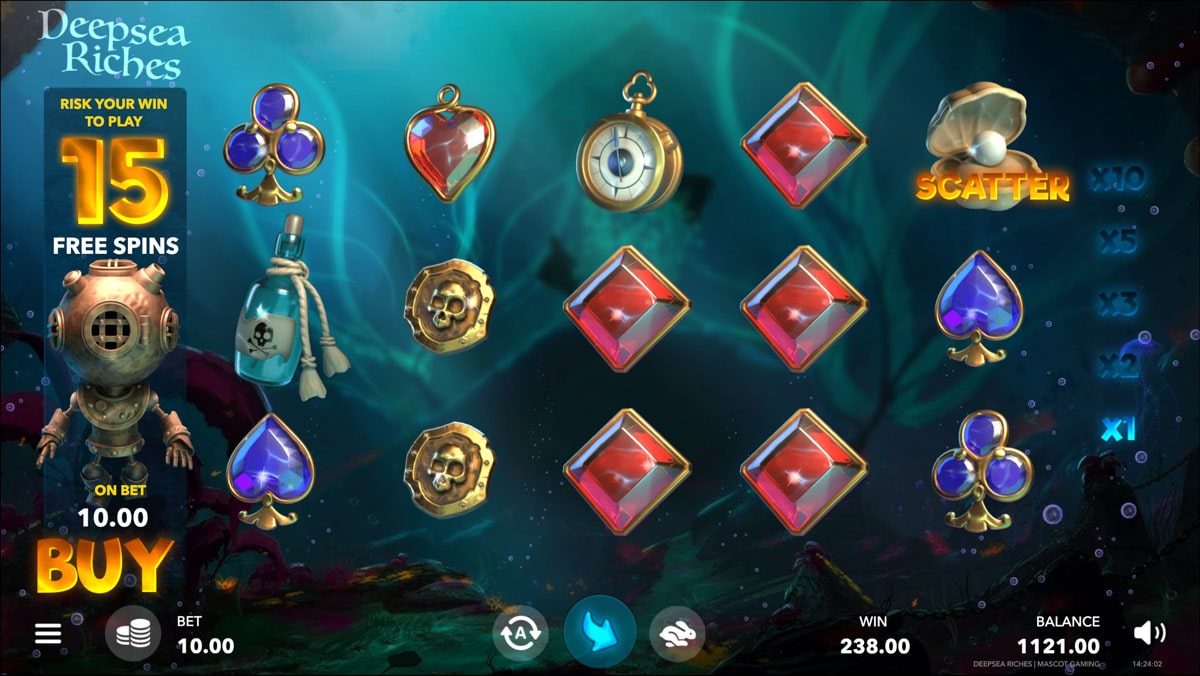 Deepsea
Riches
RISK YOUR WIN
TO PLAY
15
FREE SPINS
ON BET
10.00
BUY
SCATTER
X10
X5
X3
X2
X1
BET
10.00
A
WIN
238.00
BALANCE
1121.00
DEEPSEA RICHES | MASCOT GAMING
14:24:02